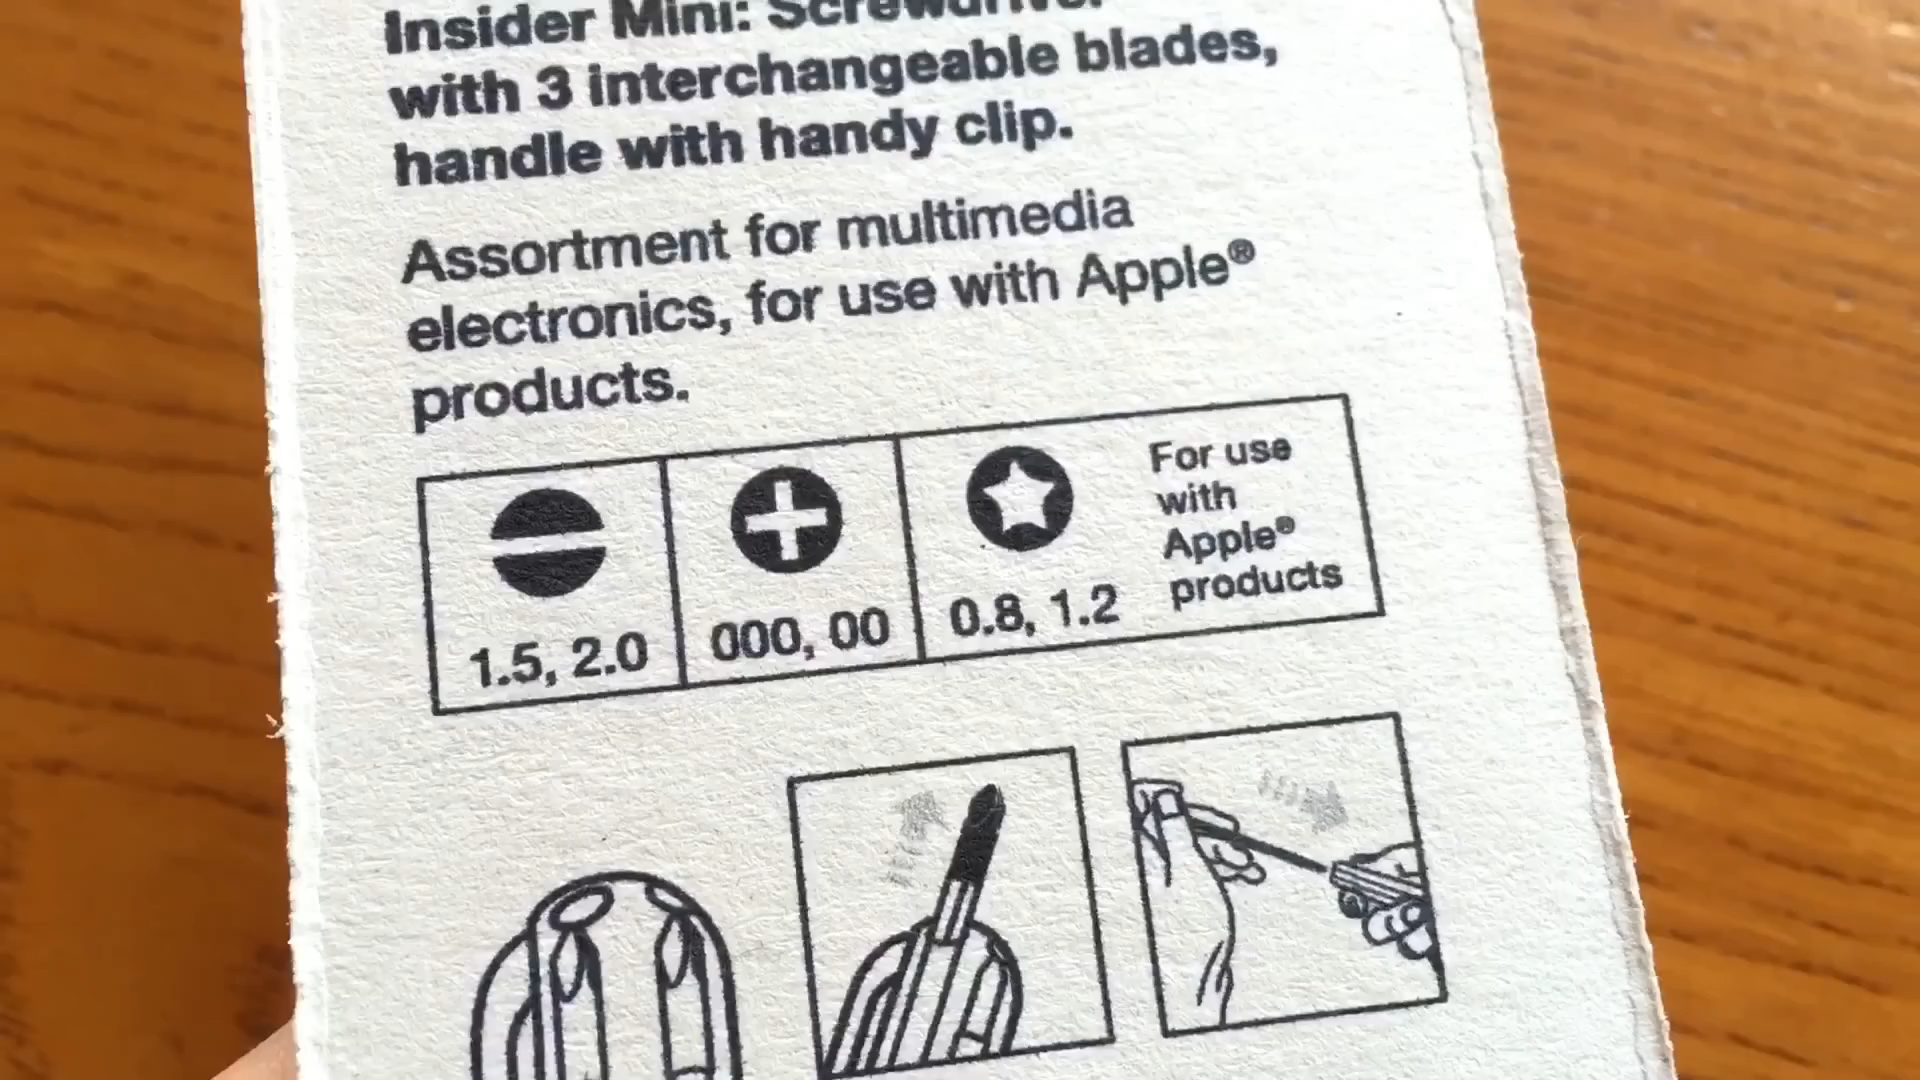 Insider Mini: Screwdriver
with 3 interchangeable blades,
handle with handy clip.
Assortment for multimedia
electronics, for use with Apple®
products.
1.5, 2.0
000, 00
0.8, 1.2
For use
with
Apple®
products